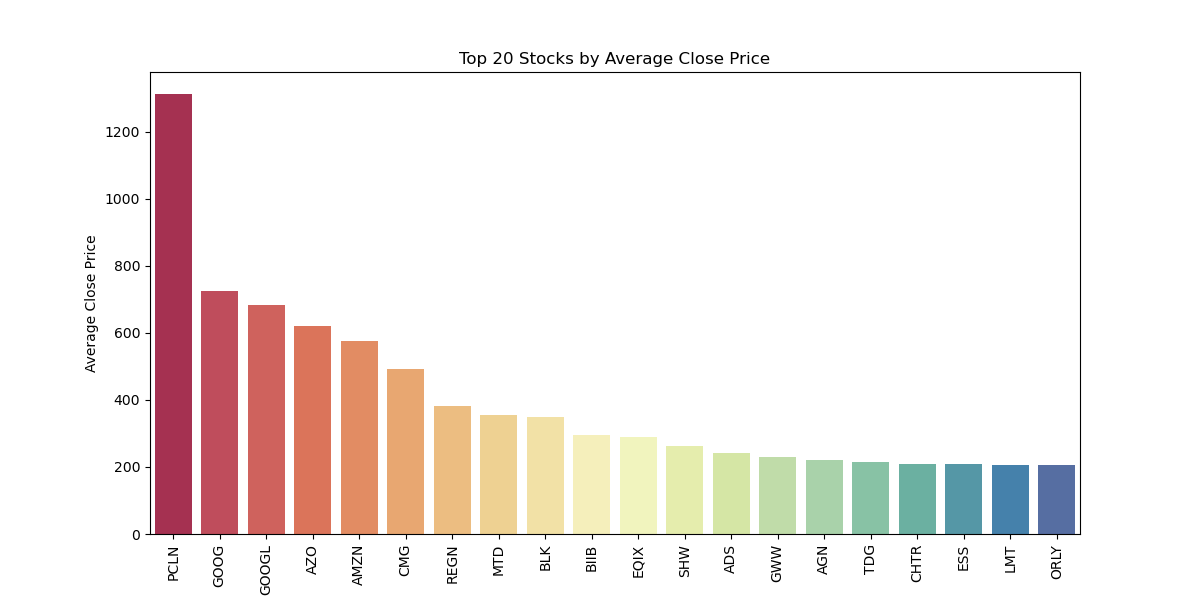 Top 20 Stocks by Average Close Price
Average Close Price
1200
1000
800
600
400
200
0
PCLN
GOOG
GOOGL
AZO
AMZN
CMG
REGN
MTD
BLK
BIIB
EQIX
SHW
ADS
GWW
AGN
TDG
CHTR
ESS
LMT
ORLY